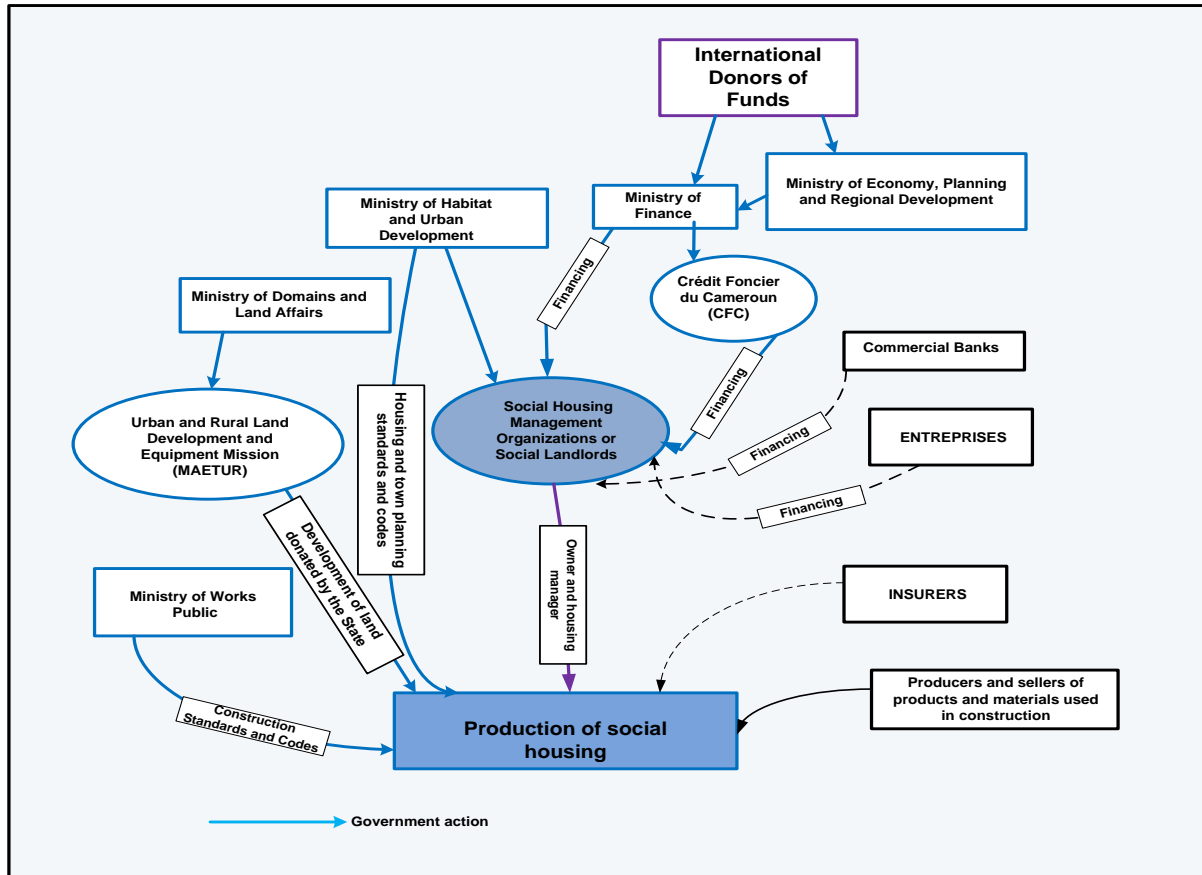 International
Donors of
Funds
Ministry of Economy, Planning
and Regional Development
Ministry of
Finance
Ministry of Habitat
and Urban
Development
Financing
Crédit Foncier
du Cameroun
(CFC)
Ministry of Domains and
Land Affairs
Commercial Banks
Financing
Urban and Rural Land
Development and
Equipment Mission
(MAETUR)
Housing and town planning
standards and codes
Social Housing
Management
Organizations or
Social Landlords
ENTREPRISES
Financing
Financing
Development of land
donated by the State
Owner and housing
manager
Ministry of Works
Public
INSURERS
Construction
Standards and Codes
Production of social
housing
Producers and sellers of
products and materials used
in construction
Government action